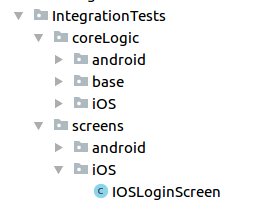 IntegrationTests
coreLogic
android
base
iOS
screens
android
iOS
C IOSLoginScreen